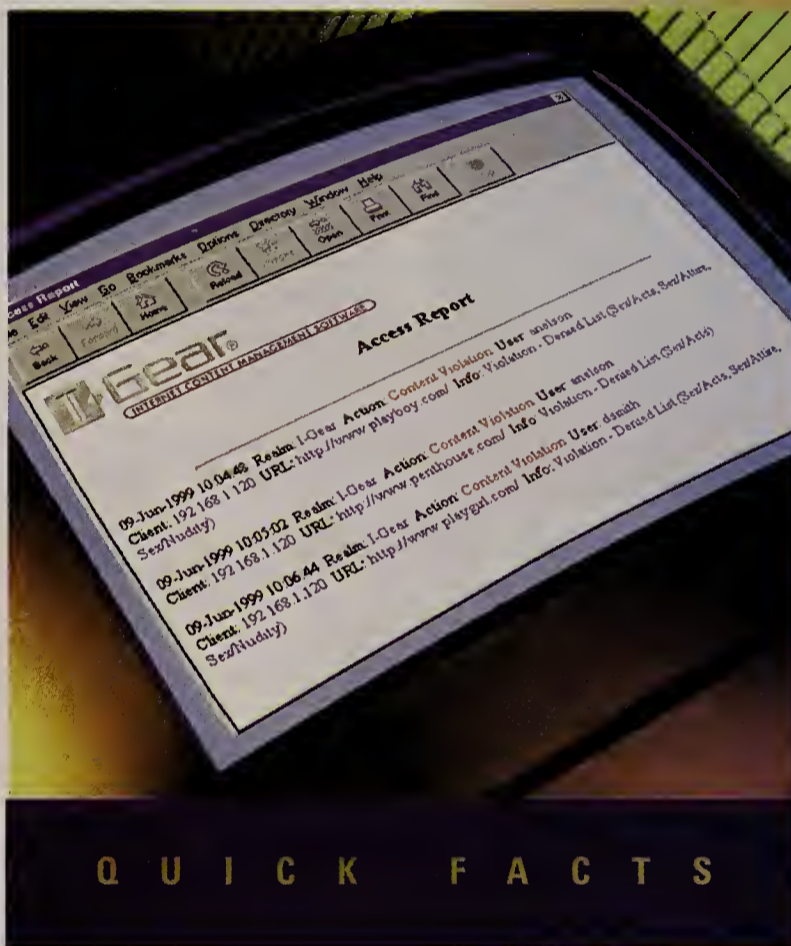 Access Report
Edit View Go Bookmarks Options Directory Window Help
Back Forward Home Reload Open Print Find
I-Gear®
INTERNET CONTENT MANAGEMENT SOFTWARE
Access Report
09-Jun-1999 10:04:48 Realm: I-Gear Action: Content Violation User
Client: 192.168.1.120 URL: http://www.playboy.com/ Info: Violation - Denied List (Sex/Acts, Sex/Attire,
Sex/Nudity)
09-Jun-1999 10:05:02 Realm: I-Gear Action: Content Violation User
Client: 192.168.1.120 URL: http://www.penthouse.com/ Info: Violation - Denied List (Sex/Acts)
09-Jun-1999 10:06:44 Realm: I-Gear Action: Content Violation User: dsmith
Client: 192.168.1.120 URL: http://www.playgirl.com/ Info: Violation - Denied List (Sex/Acts, Sex/Attire,
Sex/Nudity)
QUICK FACTS